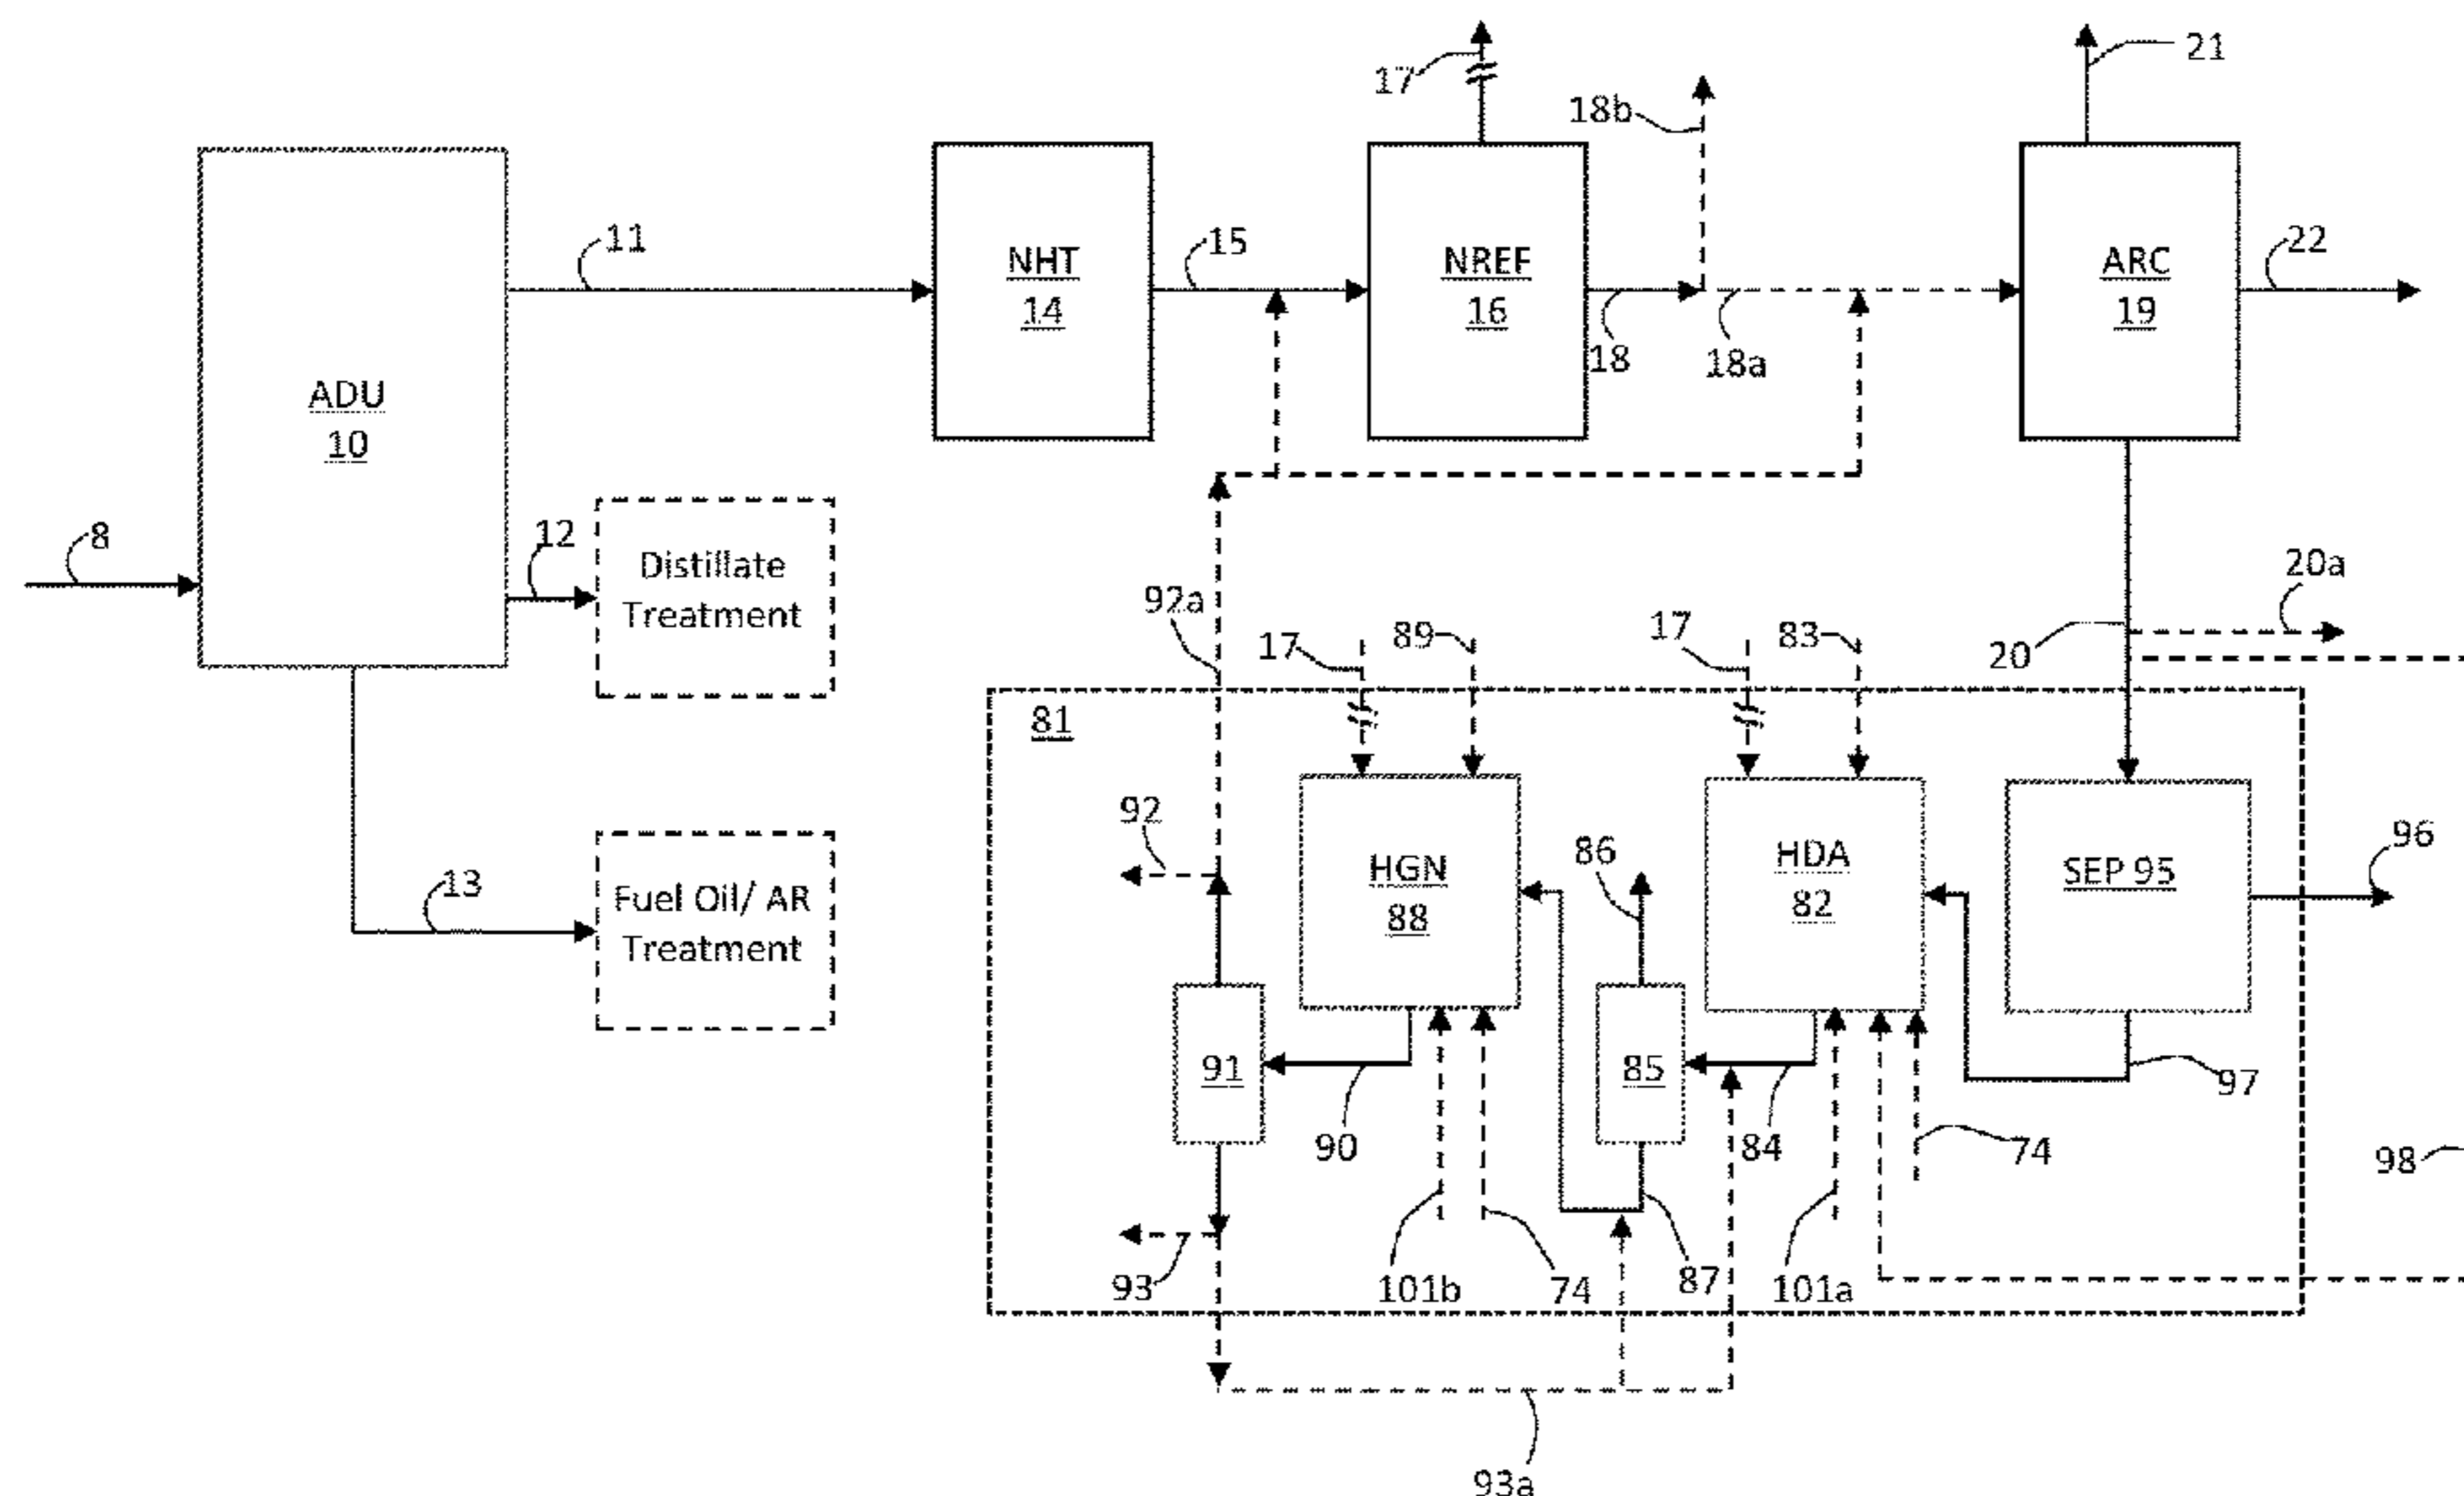 17
21
18b
11
15
22
NHT
14
NREF
16
ARC
19
18
18a
ADU
10
8
12
Distillate
Treatment
20a
92a
17
89
17
83
20
81
92
86
96
HGN
88
HDA
82
SEP 95
13
Fuel Oil/ AR
Treatment
91
85
90
84
97
74
98
93
101b
74
87
101a
93a